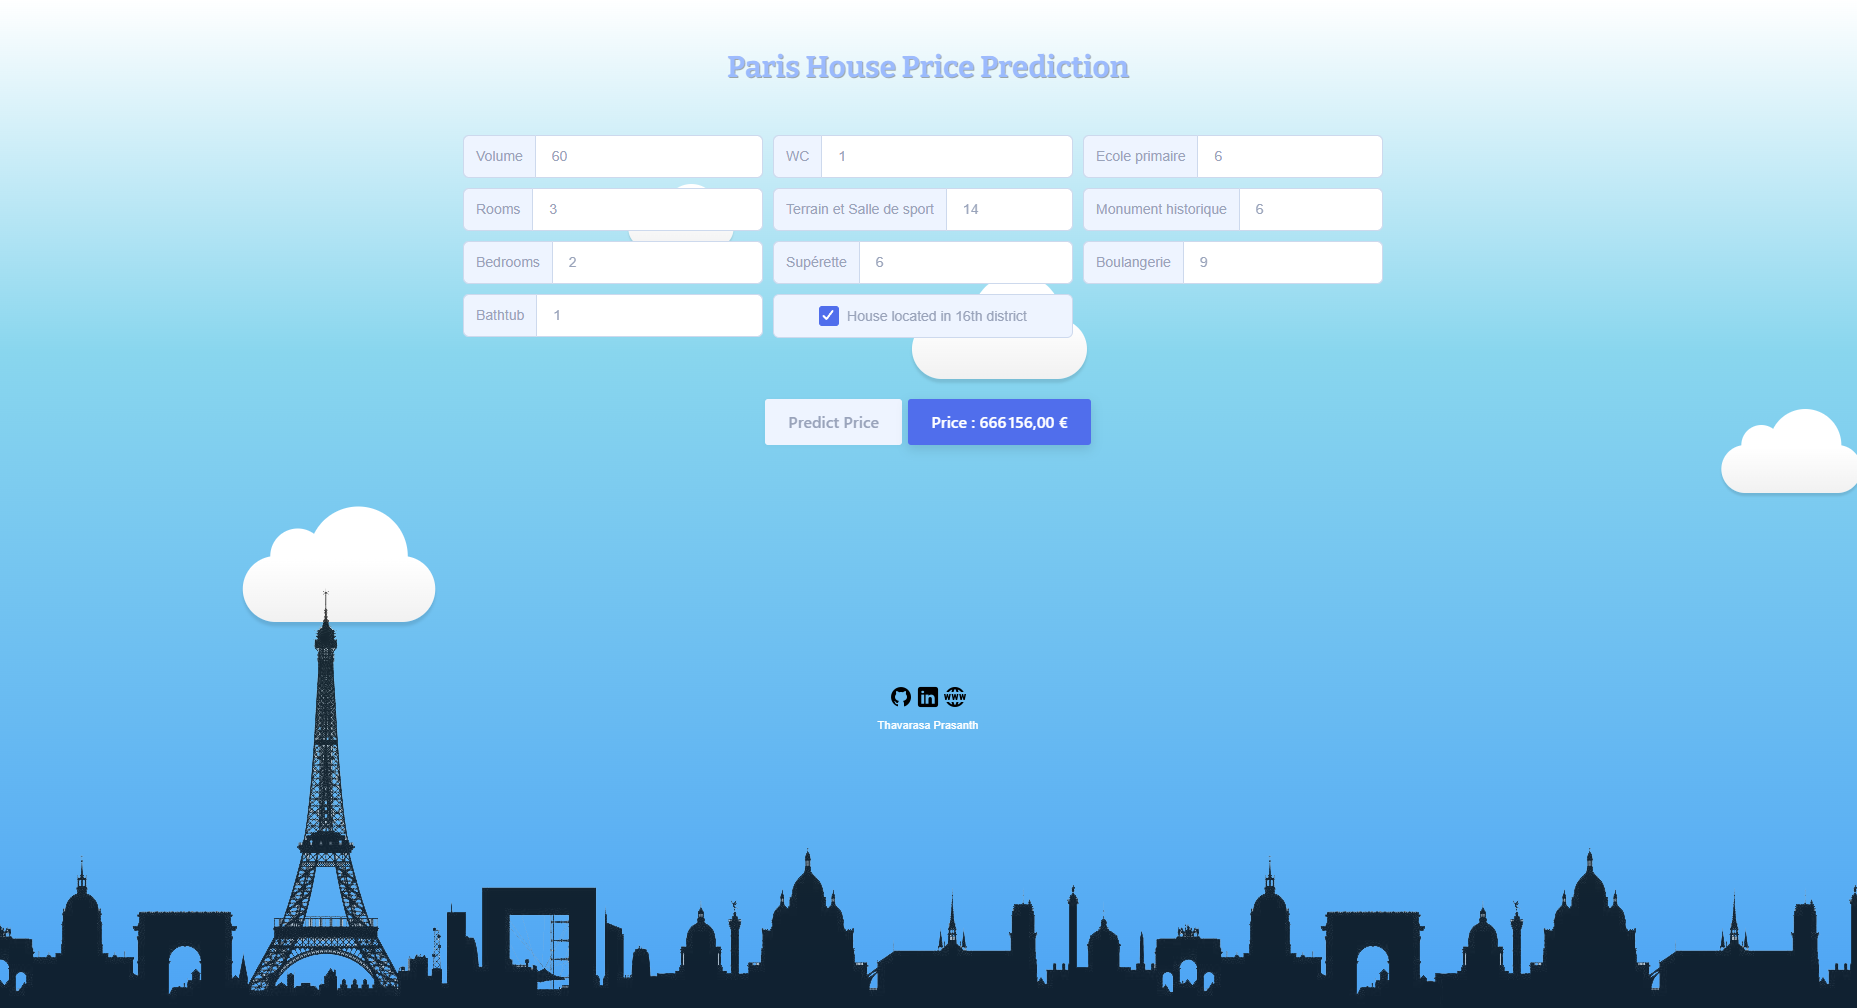 Paris House Price Prediction
Volume 60
WC 1
Ecole primaire 6
Rooms 3
Terrain et Salle de sport 14
Monument historique 6
Bedrooms 2
Supérette 6
Boulangerie 9
Bathtub 1
House located in 16th district
Predict Price
Price : 666156,00 €
in
WWW
Thavarasa Prasanth